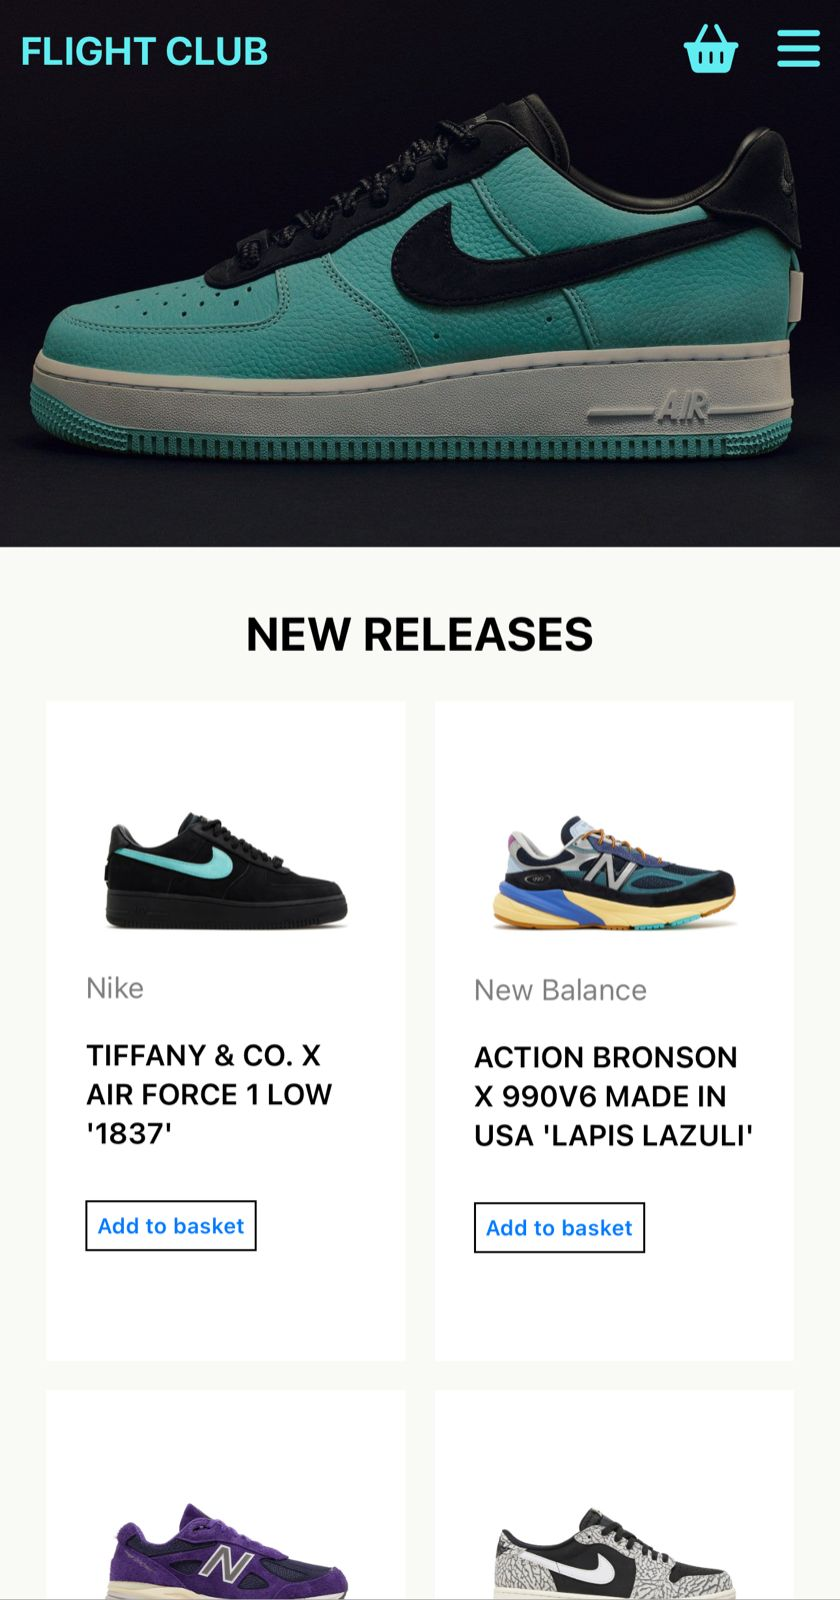 FLIGHT CLUB
AIR
NEW RELEASES
N
Nike
New Balance
TIFFANY & CO. X
AIR FORCE 1 LOW
'1837'
ACTION BRONSON
X 990V6 MADE IN
USA 'LAPIS LAZULI'
Add to basket
Add to basket
N